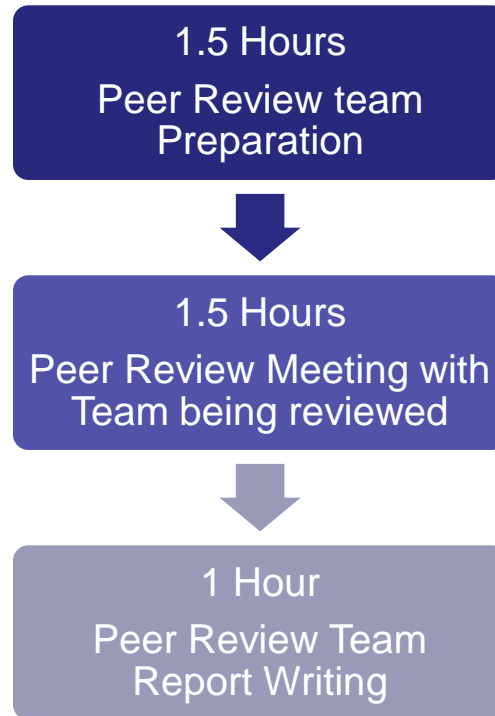 1.5 Hours
Peer Review team
Preparation
1.5 Hours
Peer Review Meeting with
Team being reviewed
1 Hour
Peer Review Team
Report Writing